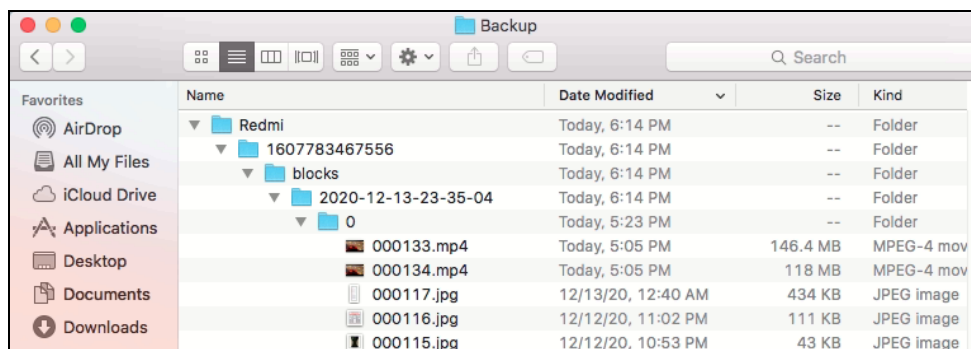 Backup
Search
Favorites
AirDrop
All My Files
iCloud Drive
Applications
Desktop
Documents
Downloads
Name Date Modified Size Kind
Redmi Today, 6:14 PM -- Folder
1607783467556 Today, 6:14 PM -- Folder
blocks Today, 6:14 PM -- Folder
2020-12-13-23-35-04 Today, 6:14 PM -- Folder
0 Today, 5:23 PM -- Folder
000133.mp4 Today, 5:05 PM 146.4 MB MPEG-4 mov
000134.mp4 Today, 5:05 PM 118 MB MPEG-4 mov
000117.jpg 12/13/20, 12:40 AM 434 KB JPEG image
000116.jpg 12/12/20, 11:02 PM 111 KB JPEG image
000115.jpg 12/12/20, 10:53 PM 43 KB JPEG image